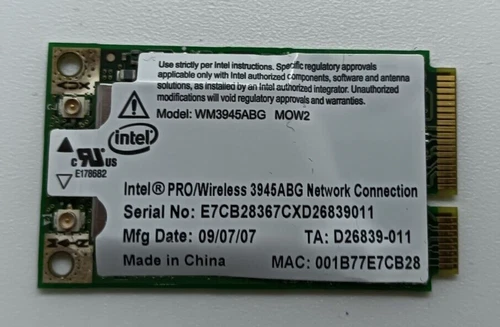 Use strictly per Intel instructions. Specific regulatory approvals
applicable only with Intel authorized components, software and antenna
solutions, as installed by an Intel authorized integrator. Unauthorized
modifications will void regulatory approvals and warranties.
Model: WM3945ABG MOW2
intel
c RU US
E178682
Intel® PRO/Wireless 3945ABG Network Connection
Serial No: E7CB28367CXD26839011
Mfg Date: 09/07/07 TA: D26839-011
Made in China MAC: 001B77E7CB28